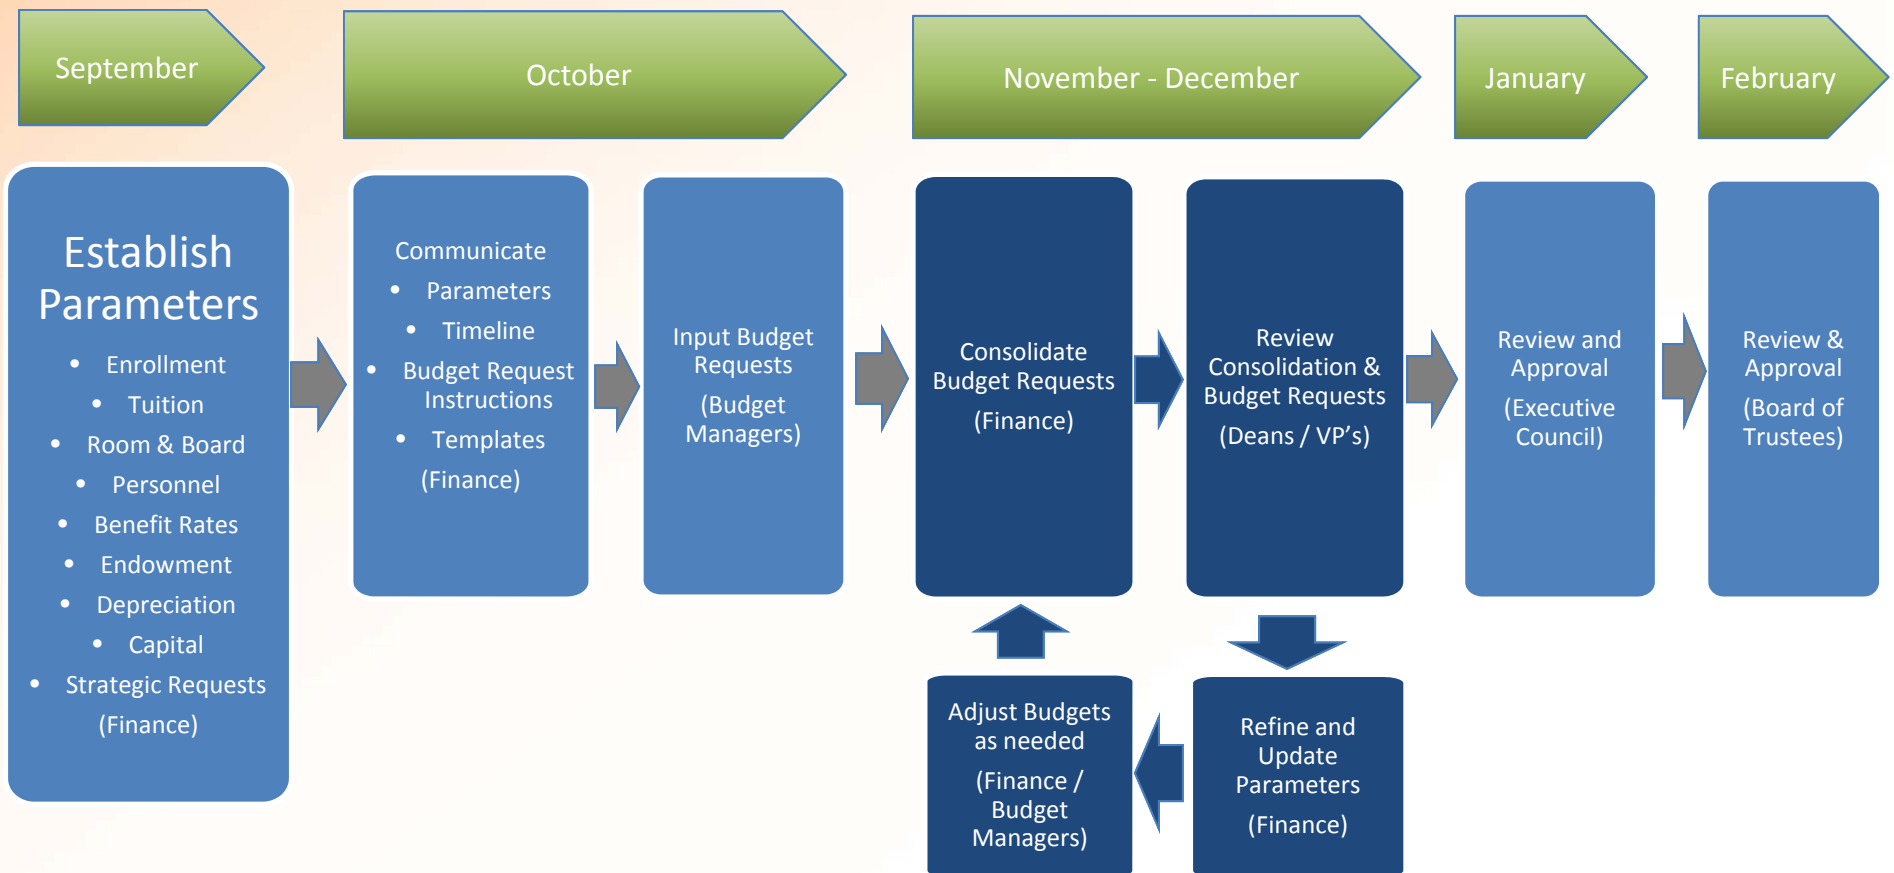 September
October
November - December
January
February
Establish
Parameters
• Enrollment
• Tuition
• Room & Board
• Personnel
• Benefit Rates
• Endowment
• Depreciation
• Capital
• Strategic Requests
(Finance)
Communicate
• Parameters
• Timeline
• Budget Request
Instructions
• Templates
(Finance)
Input Budget
Requests
(Budget
Managers)
Consolidate
Budget Requests
(Finance)
Review
Consolidation &
Budget Requests
(Deans / VP’s)
Review and
Approval
(Executive
Council)
Review &
Approval
(Board of
Trustees)
Adjust Budgets
as needed
(Finance /
Budget
Managers)
Refine and
Update
Parameters
(Finance)